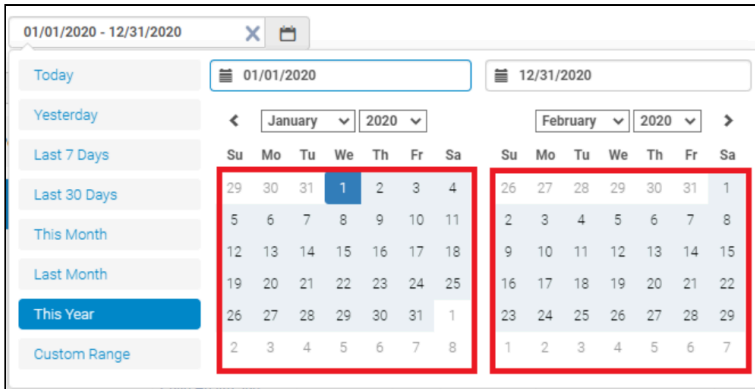 01/01/2020 - 12/31/2020
Today
Yesterday
Last 7 Days
Last 30 Days
This Month
Last Month
This Year
Custom Range
01/01/2020
January 2020
Su Mo Tu We Th Fr Sa
29 30 31 1 2 3 4
5 6 7 8 9 10 11
12 13 14 15 16 17 18
19 20 21 22 23 24 25
26 27 28 29 30 31 1
2 3 4 5 6 7 8
12/31/2020
February 2020
Su Mo Tu We Th Fr Sa
26 27 28 29 30 31 1
2 3 4 5 6 7 8
9 10 11 12 13 14 15
16 17 18 19 20 21 22
23 24 25 26 27 28 29
1 2 3 4 5 6 7